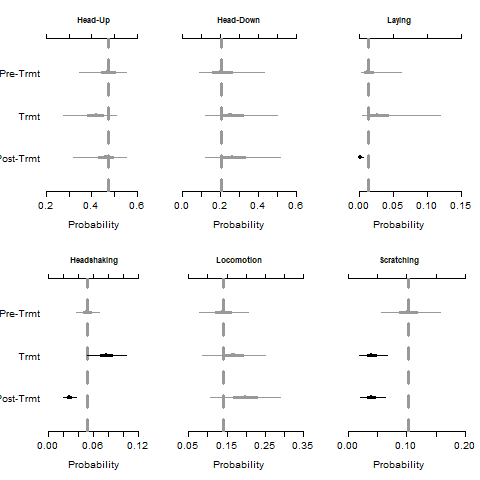 Head-Up Head-Down Laying
Pre-Trmt
Trmt
Post-Trmt
0.2 0.4 0.6 0.0 0.2 0.4 0.6 0.00 0.05 0.10 0.15
Probability Probability Probability
Headshaking Locomotion Scratching
Pre-Trmt
Trmt
Post-Trmt
0.00 0.06 0.12 0.05 0.15 0.25 0.35 0.00 0.10 0.20
Probability Probability Probability